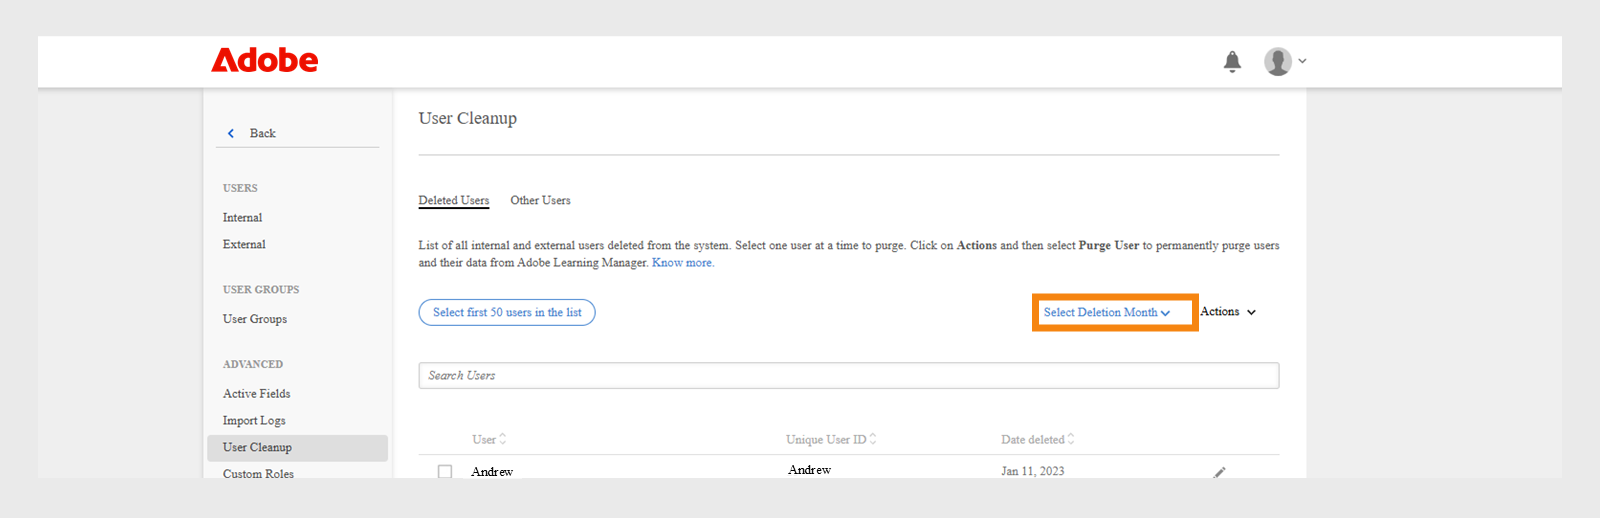 Adobe
Back
USERS
Internal
External
USER GROUPS
User Groups
ADVANCED
Active Fields
Import Logs
User Cleanup
Custom Roles
User Cleanup
Deleted Users Other Users
List of all internal and external users deleted from the system. Select one user at a time to purge. Click on Actions and then select Purge User to permanently purge users
and their data from Adobe Learning Manager. Know more.
Select first 50 users in the list Select Deletion Month Actions
Search Users
User Unique User ID Date deleted
Andrew Andrew Jan 11, 2023